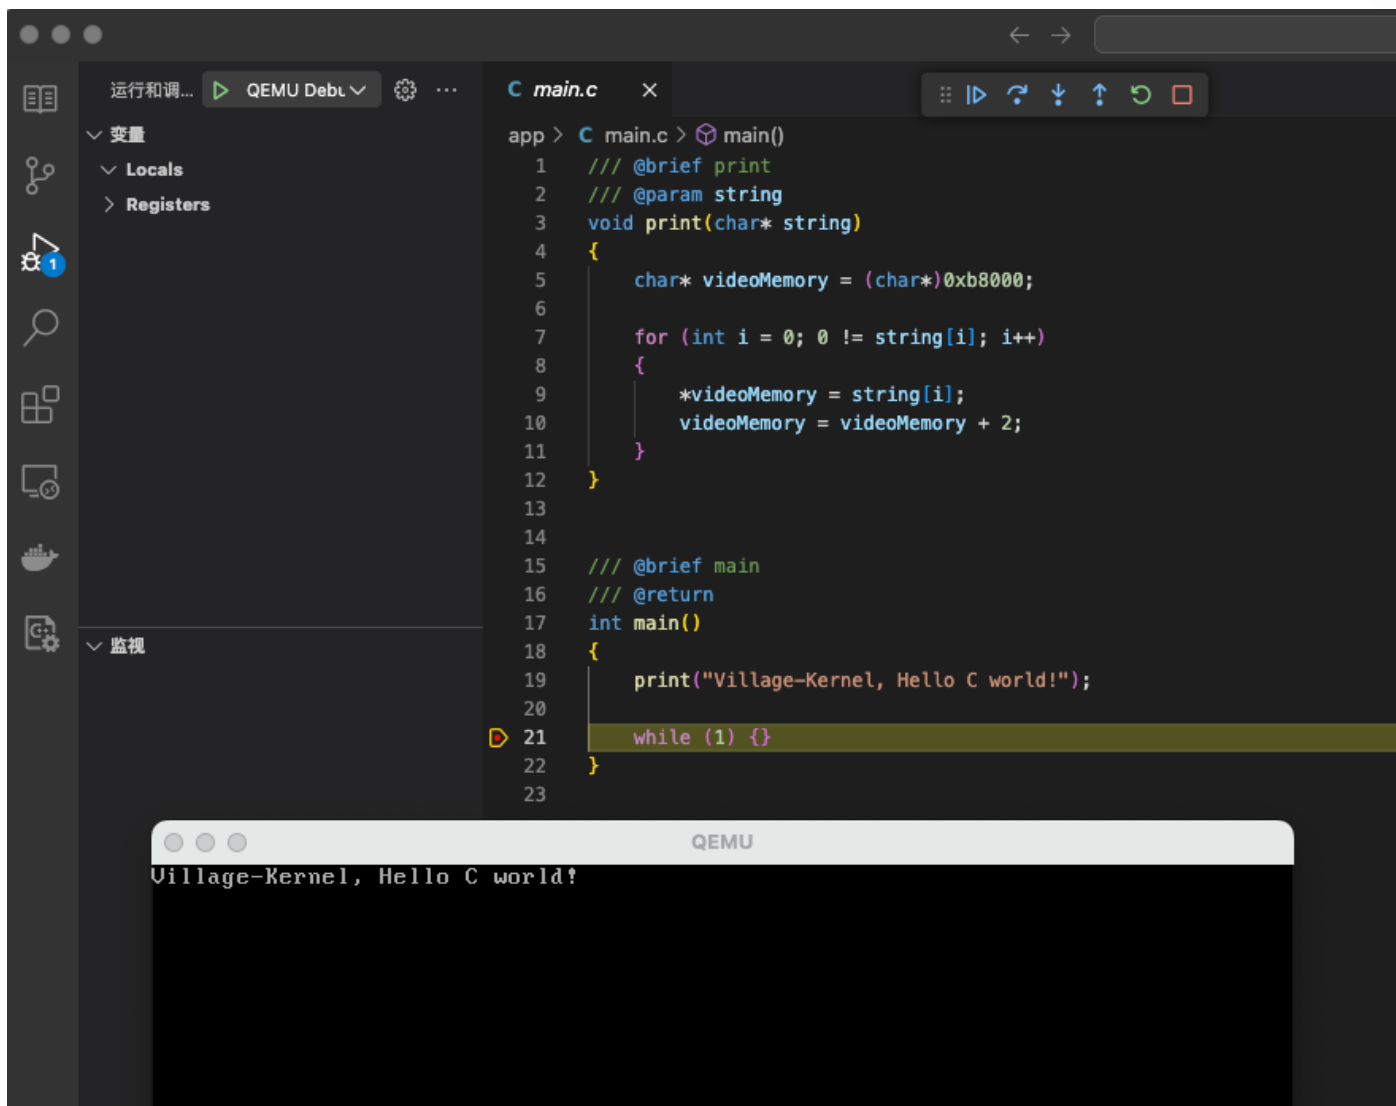 运行和调... QEMU Debu
变量
Locals
Registers
1
监视
C main.c
app > C main.c > main()
1 /// @brief print
2 /// @param string
3 void print(char* string)
4 {
5 char* videoMemory = (char*)0xb8000;
6
7 for (int i = 0; 0 != string[i]; i++)
8 {
9 *videoMemory = string[i];
10 videoMemory = videoMemory + 2;
11 }
12 }
13
14
15 /// @brief main
16 /// @return
17 int main()
18 {
19 print("Village-Kernel, Hello C world!");
20
21 while (1) {}
22 }
23
QEMU
Village-Kernel, Hello C world!